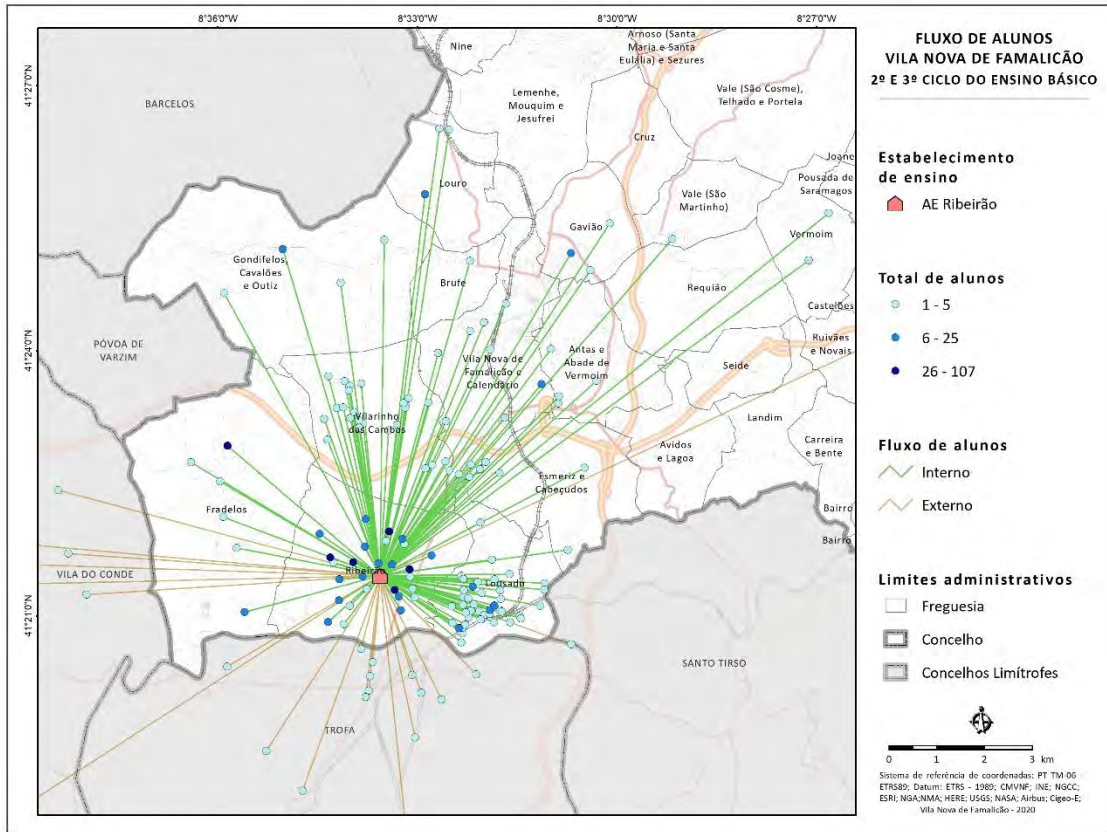 8°36'0"W
8°33'0"W
8°30'0"W
8°27'0"W
41°27'0"N
41°24'0"N
41°21'0"N
Nine
Arnoso (Santa
Maria e Santa
Eulália) e Sezures
BARCELOS
Lemenhe,
Mouquim e
Jesufrei
Vale (São Cosme),
Telhado e Portela
Cruz
Joane
Pousada de
Saramagos
Louro
Vale (São
Martinho)
Gavião
Vermoim
Gondifelos,
Cavalões
e Outiz
Brufe
Requião
Castelões
PÓVOA DE
VARZIM
Vila Nova de
Famalicão e
Calendário
Antas e
Abade de
Vermoim
Ruivães
e Novais
Seide
Vilarinho
das Cambas
Landim
Avidos
e Lagoa
Carreira
e Bente
Esmeriz e
Cabeçudos
Fradelos
Bairro
Bairro
VILA DO CONDE
Ribeirão
Lousado
SANTO TIRSO
TROFA
FLUXO DE ALUNOS
VILA NOVA DE FAMALICÃO
2º E 3º CICLO DO ENSINO BÁSICO
Estabelecimento
de ensino
AE Ribeirão
Total de alunos
1 - 5
6 - 25
26 - 107
Fluxo de alunos
Interno
Externo
Limites administrativos
Freguesia
Concelho
Concelhos Limítrofes
0 1 2 3 km
Sistema de referência de coordenadas: PT TM-06
ETRS89; Datum: ETRS - 1989; CMVNF; INE; NGCC;
ESRI; NGA;NMA; HERE; USGS; NASA; Airbus; Cigeo-E;
Vila Nova de Famalicão - 2020